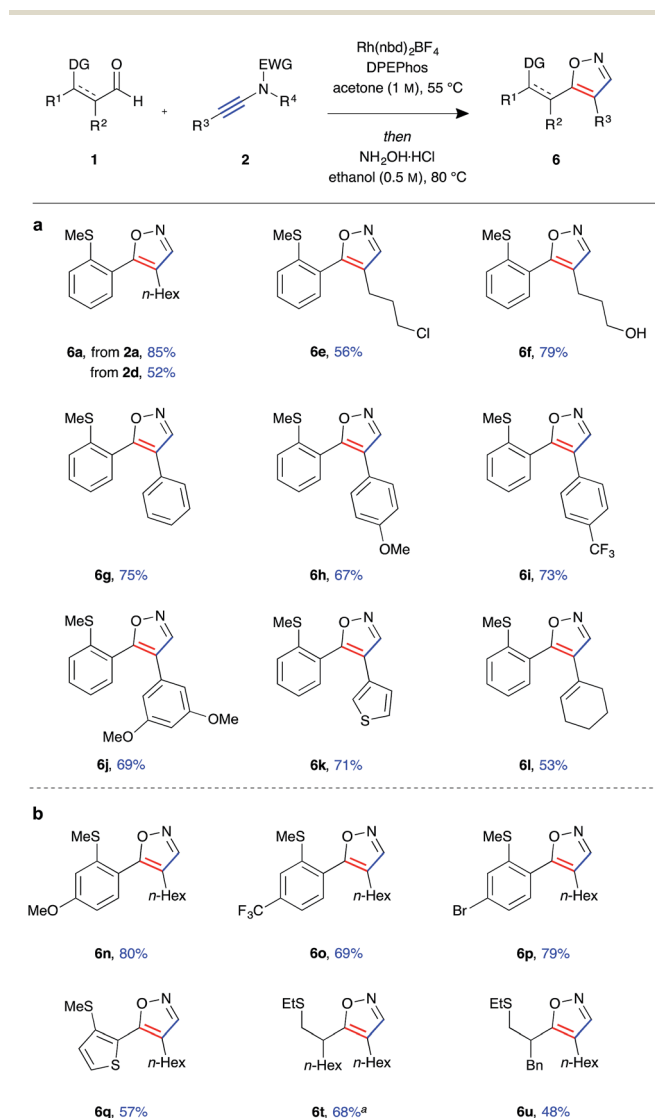 DG
O
R1
H
R2
1
+
EWG
N
R4
R3
2
Rh(nbd)2BF4
DPEPhos
acetone (1 M), 55 °C
then
NH2OH·HCl
ethanol (0.5 M), 80 °C
DG
O N
R1
R2
R3
6
a
MeS
O N
n-Hex
6a, from 2a, 85%
from 2d, 52%
MeS
O N
Cl
6e, 56%
MeS
O N
OH
6f, 79%
MeS
O N
6g, 75%
MeS
O N
OMe
6h, 67%
MeS
O N
CF3
6i, 73%
MeS
O N
MeO
OMe
6j, 69%
MeS
O N
S
6k, 71%
MeS
O N
6l, 53%
b
MeS
O N
MeO
n-Hex
6n, 80%
MeS
O N
F3C
n-Hex
6o, 69%
MeS
O N
Br
n-Hex
6p, 79%
MeS
O N
S
n-Hex
6q, 57%
EtS
O N
n-Hex
n-Hex
6t, 68%a
EtS
O N
Bn
n-Hex
6u, 48%